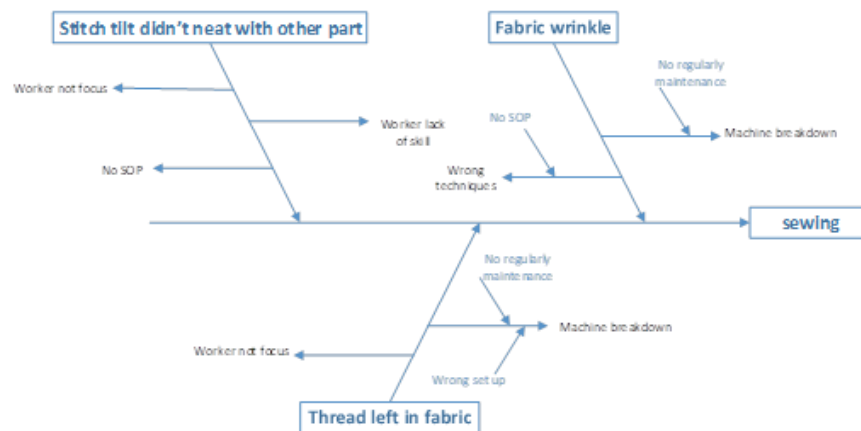 Stitch tilt didn't neat with other part
Fabric wrinkle
No regularly
maintenance
Worker not focus
No SOP
Worker lack
of skill
Machine breakdown
No SOP
Wrong
techniques
sewing
No regularly
maintenance
Machine breakdown
Worker not focus
Wrong set up
Thread left in fabric